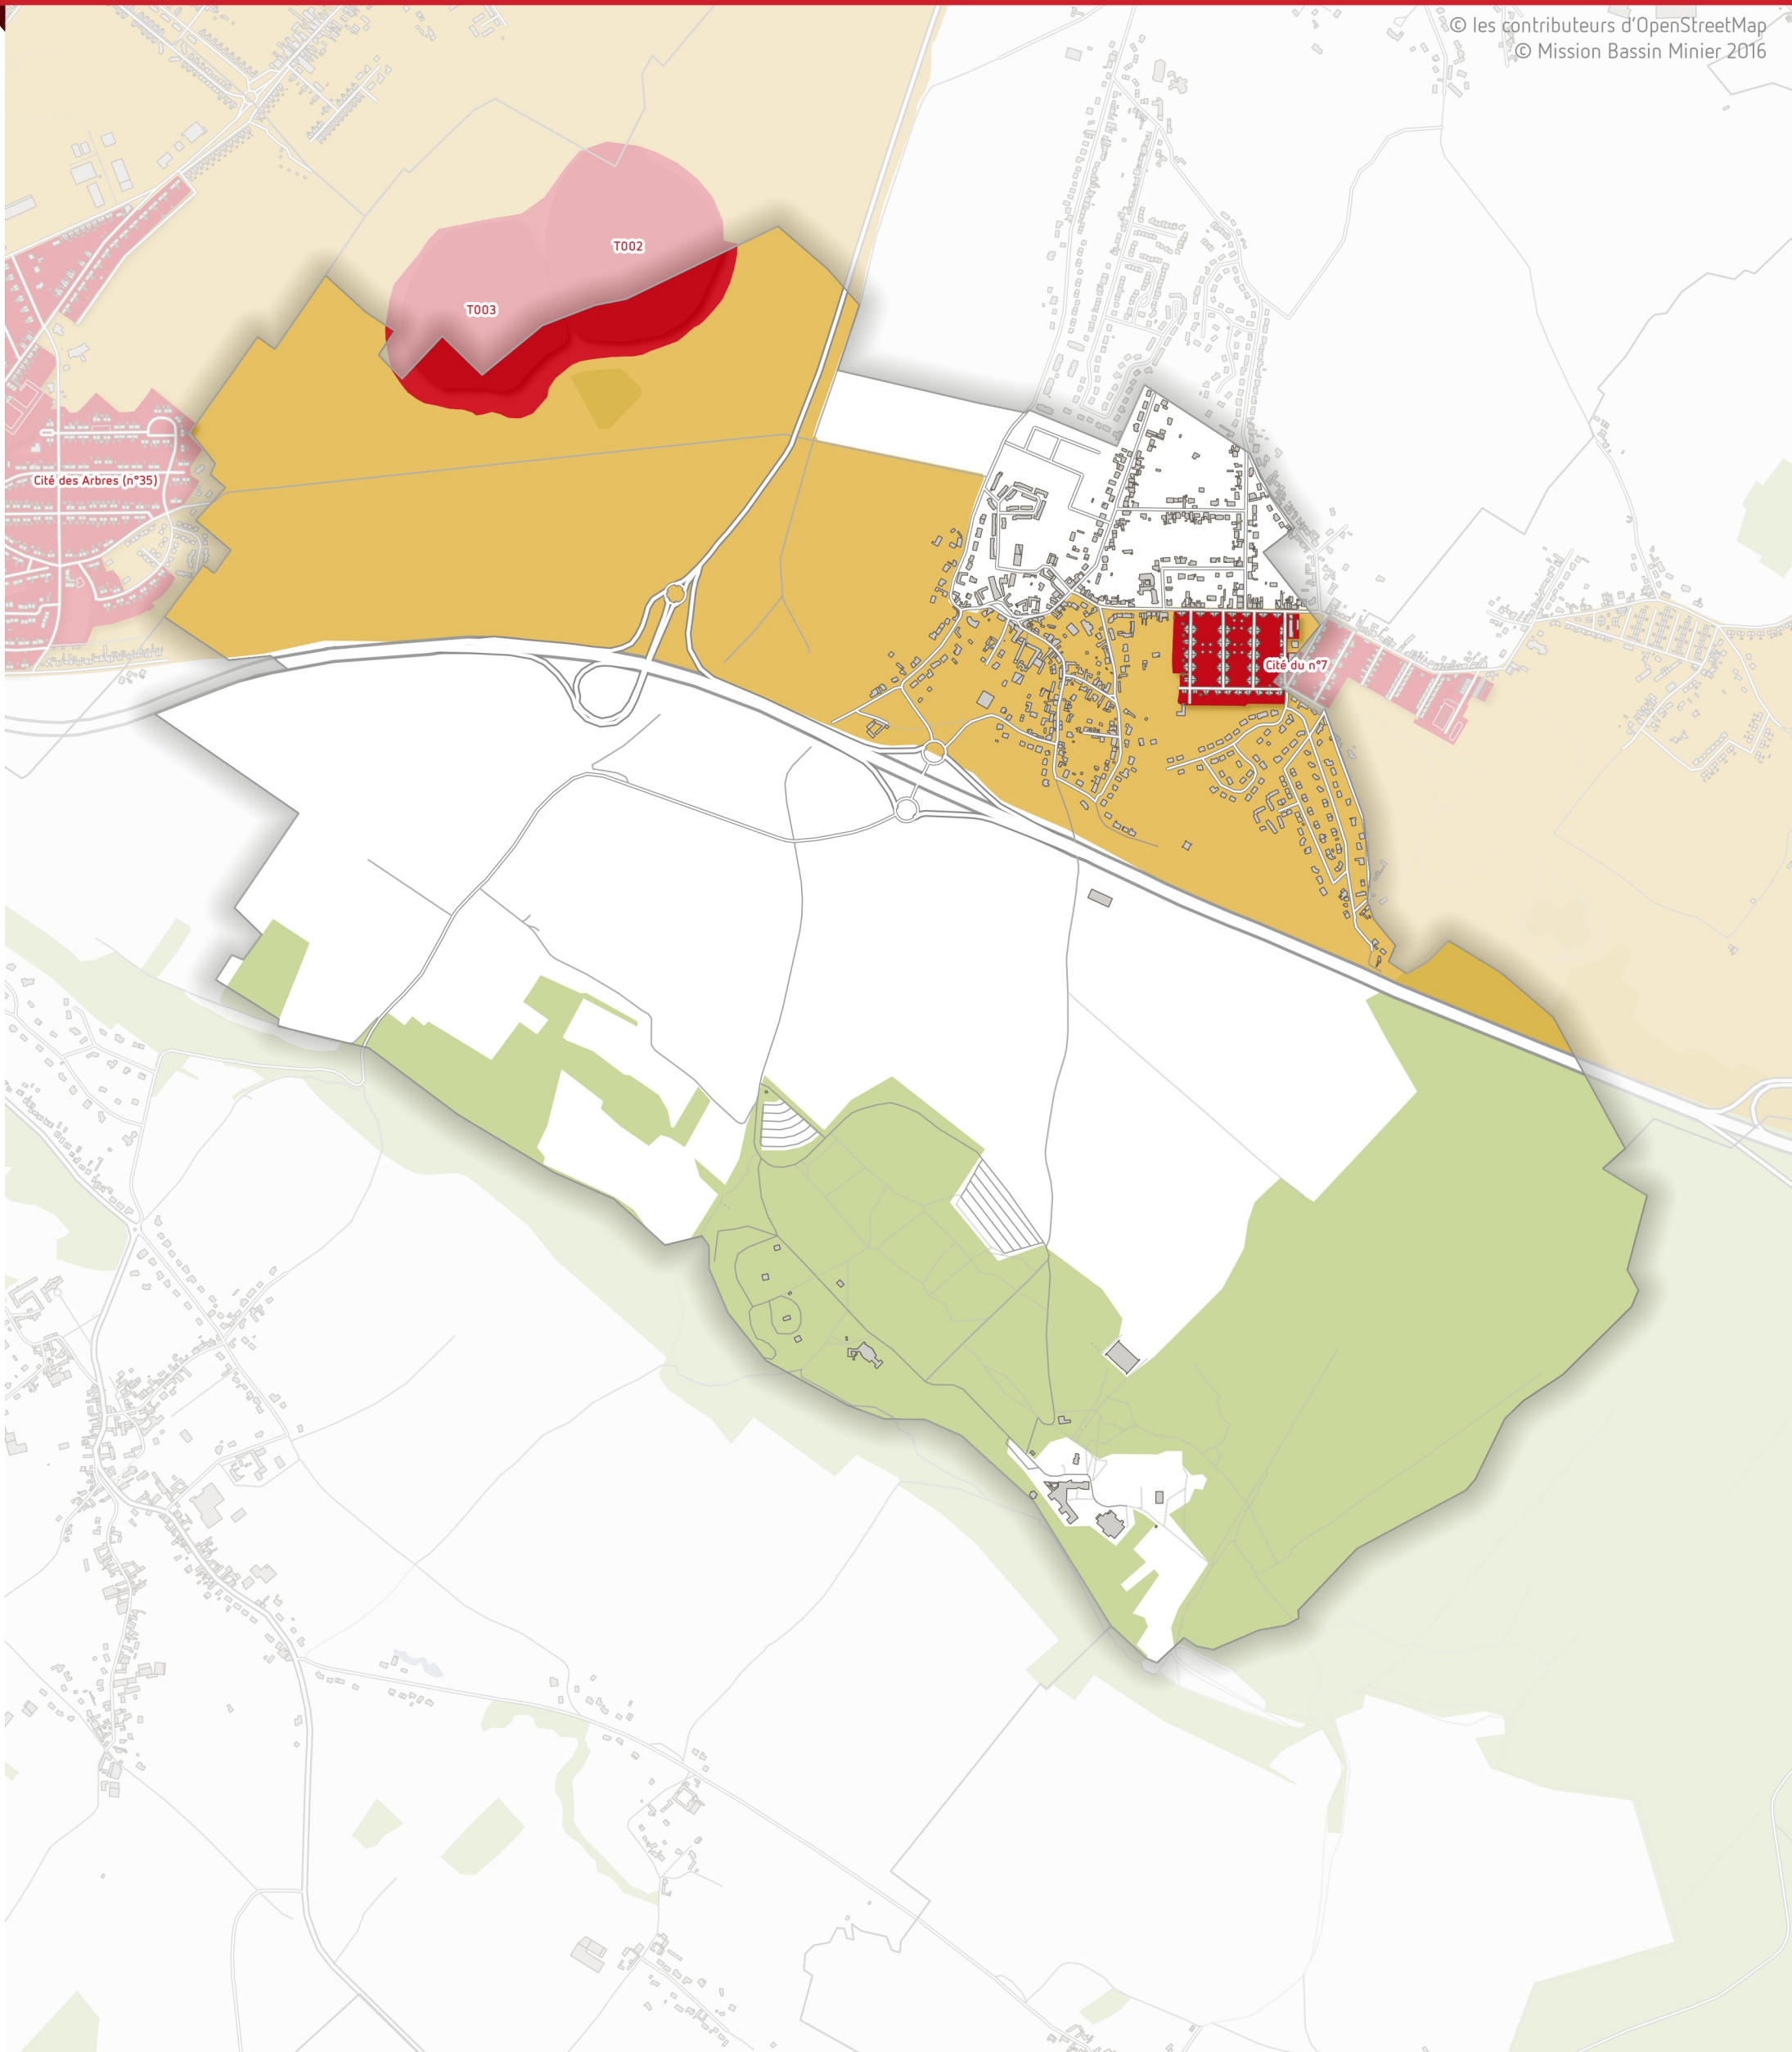 © les contributeurs d'OpenStreetMap
© Mission Bassin Minier 2016
T002
T003
Cité des Arbres (n°35)
Cité du n°7